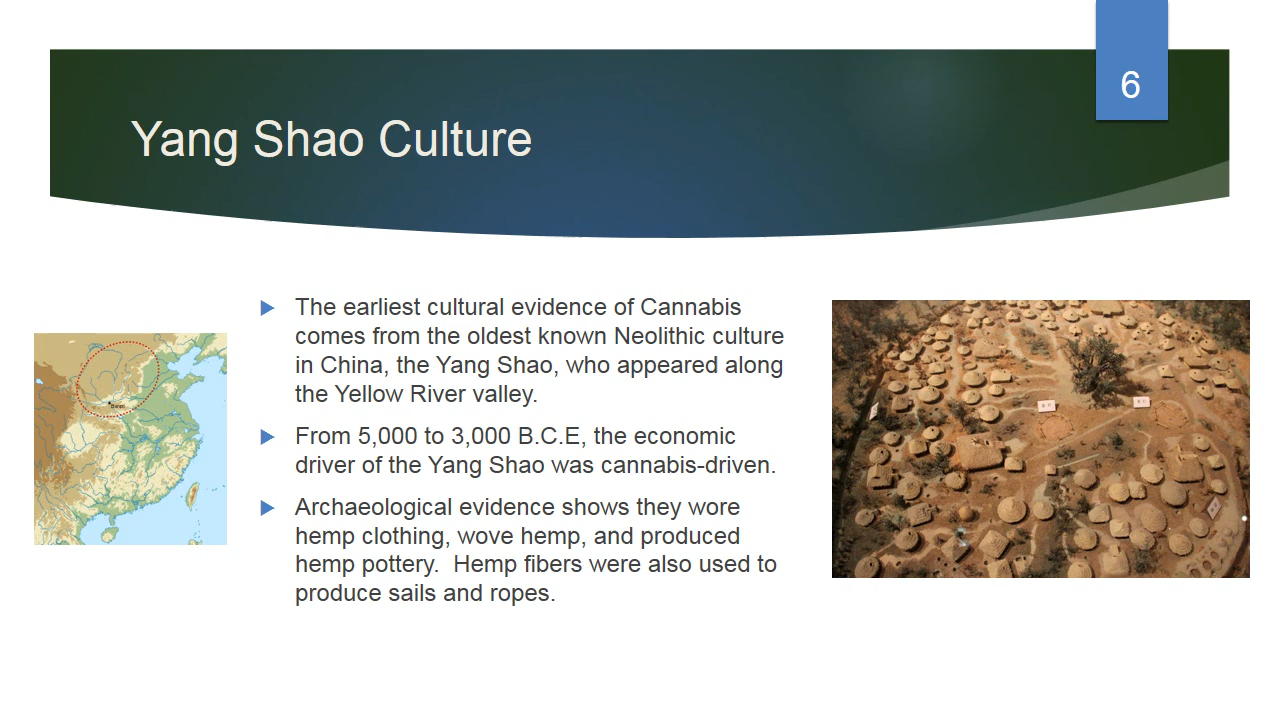 6
Yang Shao Culture
The earliest cultural evidence of Cannabis
comes from the oldest known Neolithic culture
in China, the Yang Shao, who appeared along
the Yellow River valley.
From 5,000 to 3,000 B.C.E, the economic
driver of the Yang Shao was cannabis-driven.
Archaeological evidence shows they wore
hemp clothing, wove hemp, and produced
hemp pottery.  Hemp fibers were also used to
produce sails and ropes.